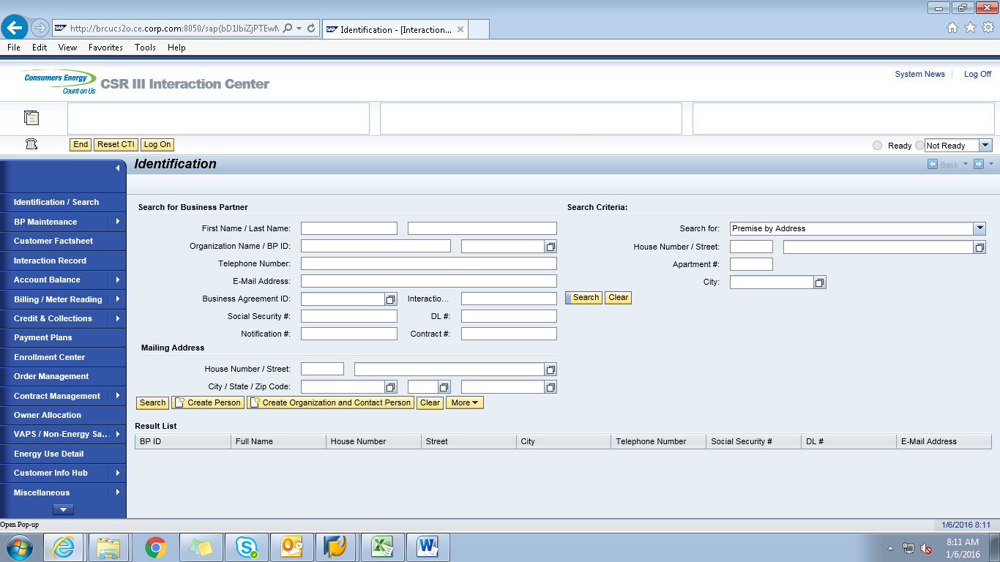 http://brcucs2o.ce.corp.com:8050/sap(bD1lbiZjPTEwM
SAP Identification - [Interaction...
File Edit View Favorites Tools Help
Consumers Energy
Count on Us
CSR III Interaction Center
System News | Log Off
End Reset CTI Log On
Ready Not Ready
Identification
Back
Identification / Search
BP Maintenance
Customer Factsheet
Interaction Record
Account Balance
Billing / Meter Reading
Credit & Collections
Payment Plans
Enrollment Center
Order Management
Contract Management
Owner Allocation
VAPS / Non-Energy Sa...
Energy Use Detail
Customer Info Hub
Miscellaneous
Search for Business Partner
First Name / Last Name:
Organization Name / BP ID:
Telephone Number:
E-Mail Address:
Business Agreement ID: Interactio...
Social Security #: DL #:
Notification #: Contract #:
Mailing Address
House Number / Street:
City / State / Zip Code:
Search Create Person Create Organization and Contact Person Clear More
Search Criteria:
Search for: Premise by Address
House Number / Street:
Apartment #:
City:
Search Clear
Result List
BP ID Full Name House Number Street City Telephone Number Social Security # DL # E-Mail Address
Open Pop-up
1/6/2016 8:11
8:11 AM
1/6/2016